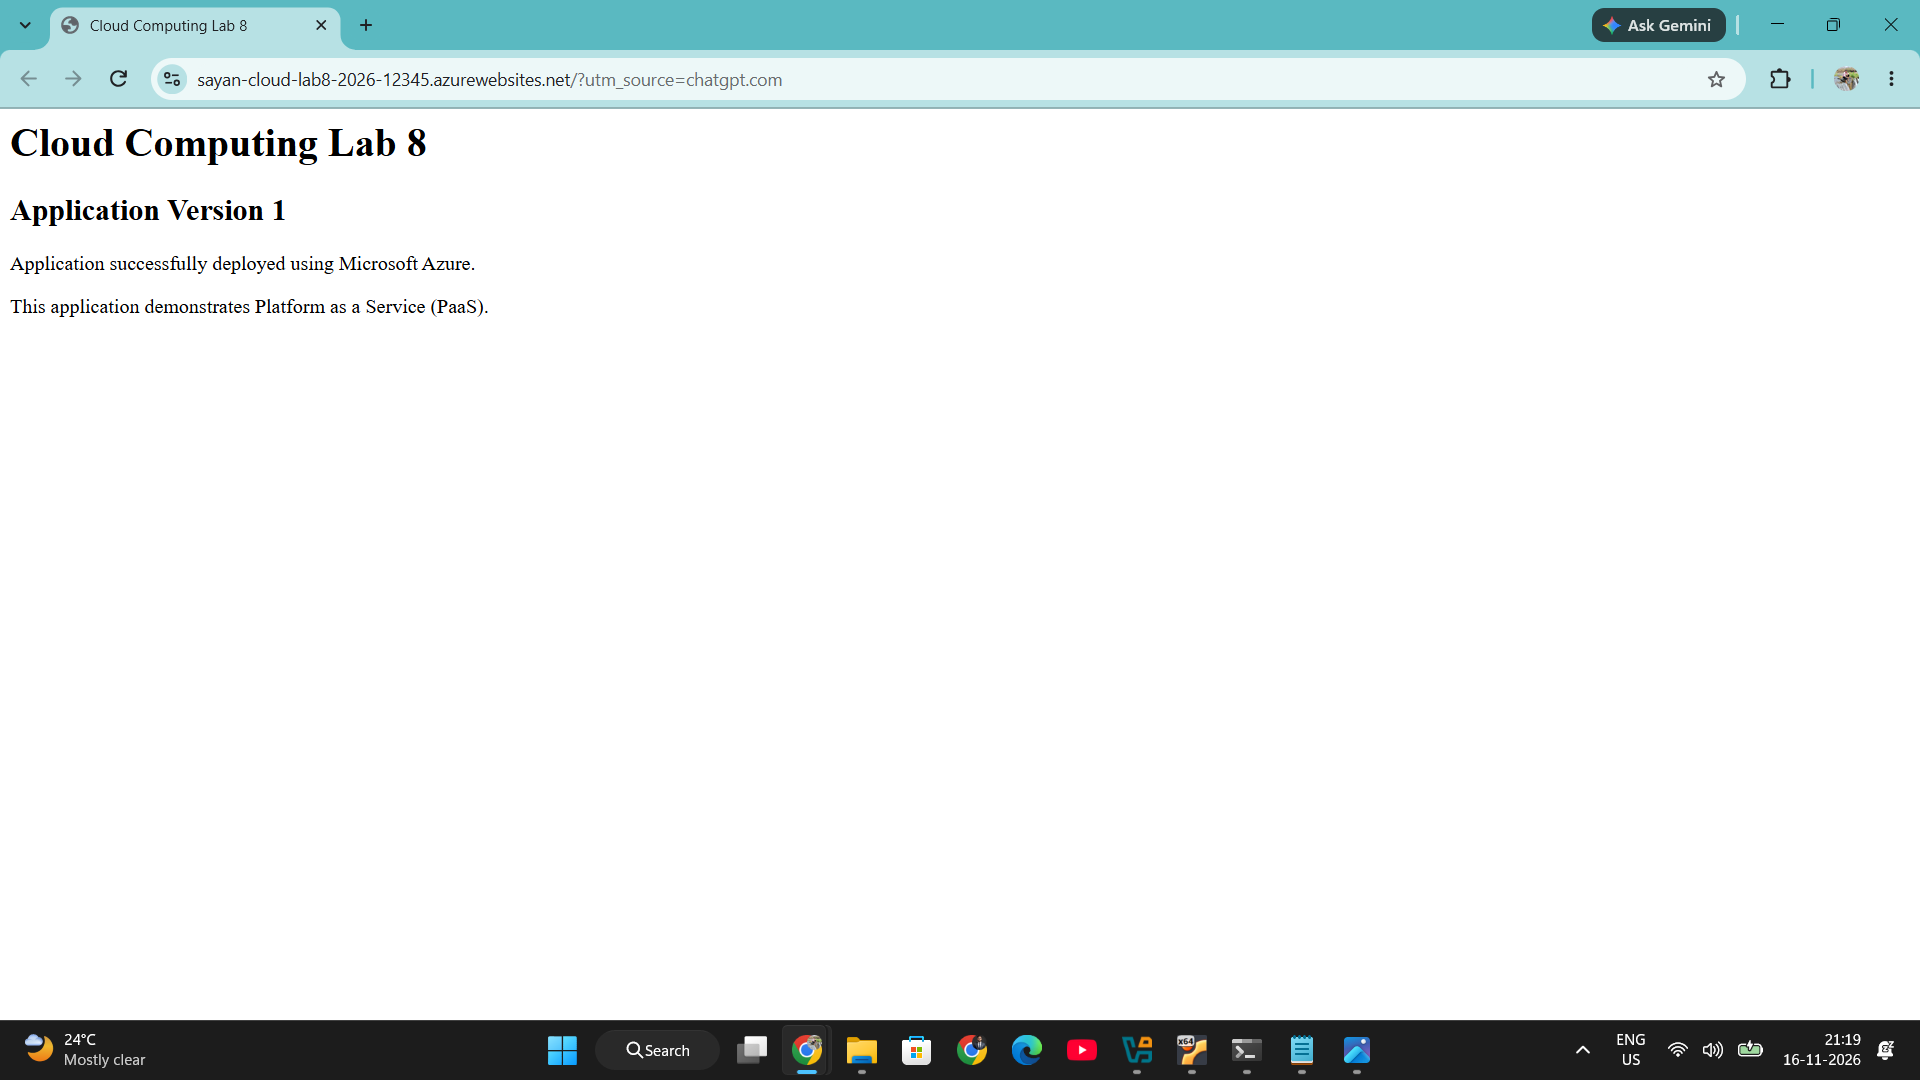 Cloud Computing Lab 8
Ask Gemini
sayan-cloud-lab8-2026-12345.azurewebsites.net/?utm_source=chatgpt.com
Cloud Computing Lab 8
Application Version 1
Application successfully deployed using Microsoft Azure.
This application demonstrates Platform as a Service (PaaS).
24°C
Mostly clear
Search
x64
ENG
US
21:19
16-11-2026